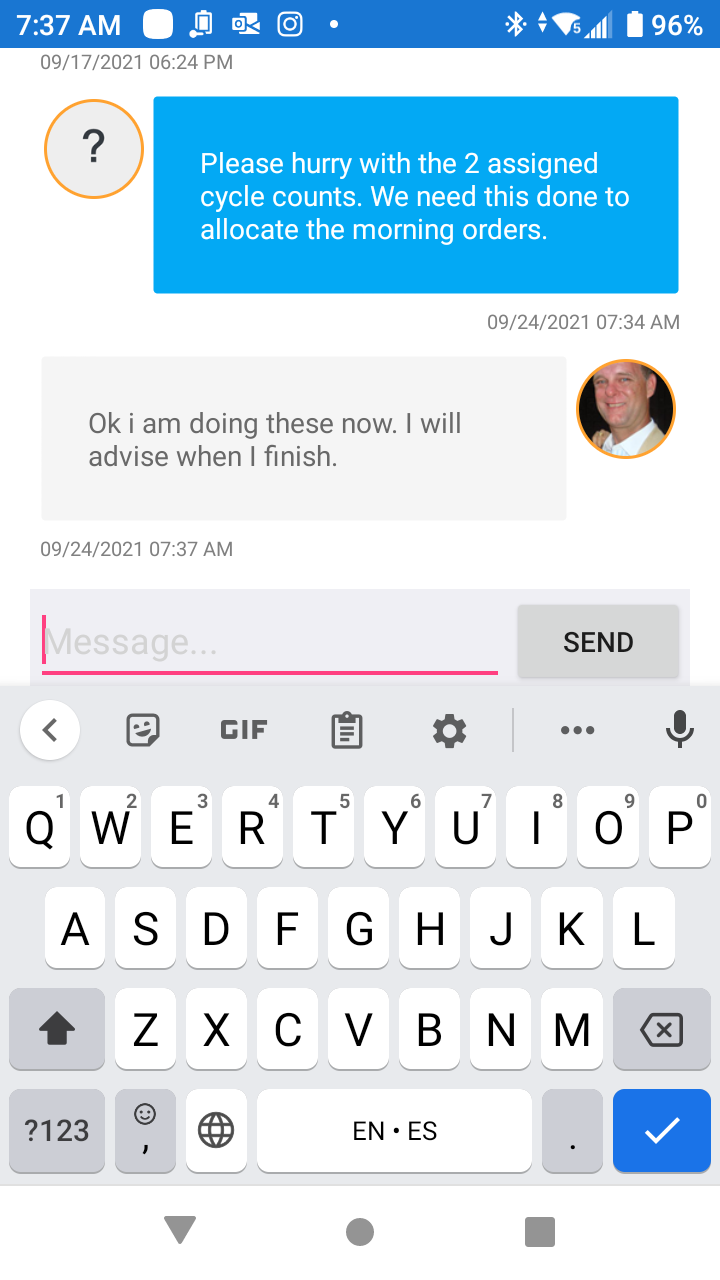 7:37 AM 96%
09/17/2021 06:24 PM
?
Please hurry with the 2 assigned
cycle counts. We need this done to
allocate the morning orders.
09/24/2021 07:34 AM
Ok i am doing these now. I will
advise when I finish.
09/24/2021 07:37 AM
Message...
SEND
GIF
1 2 3 4 5 6 7 8 9 0
Q W E R T Y U I O P
A S D F G H J K L
Z X C V B N M
?123 , EN • ES .